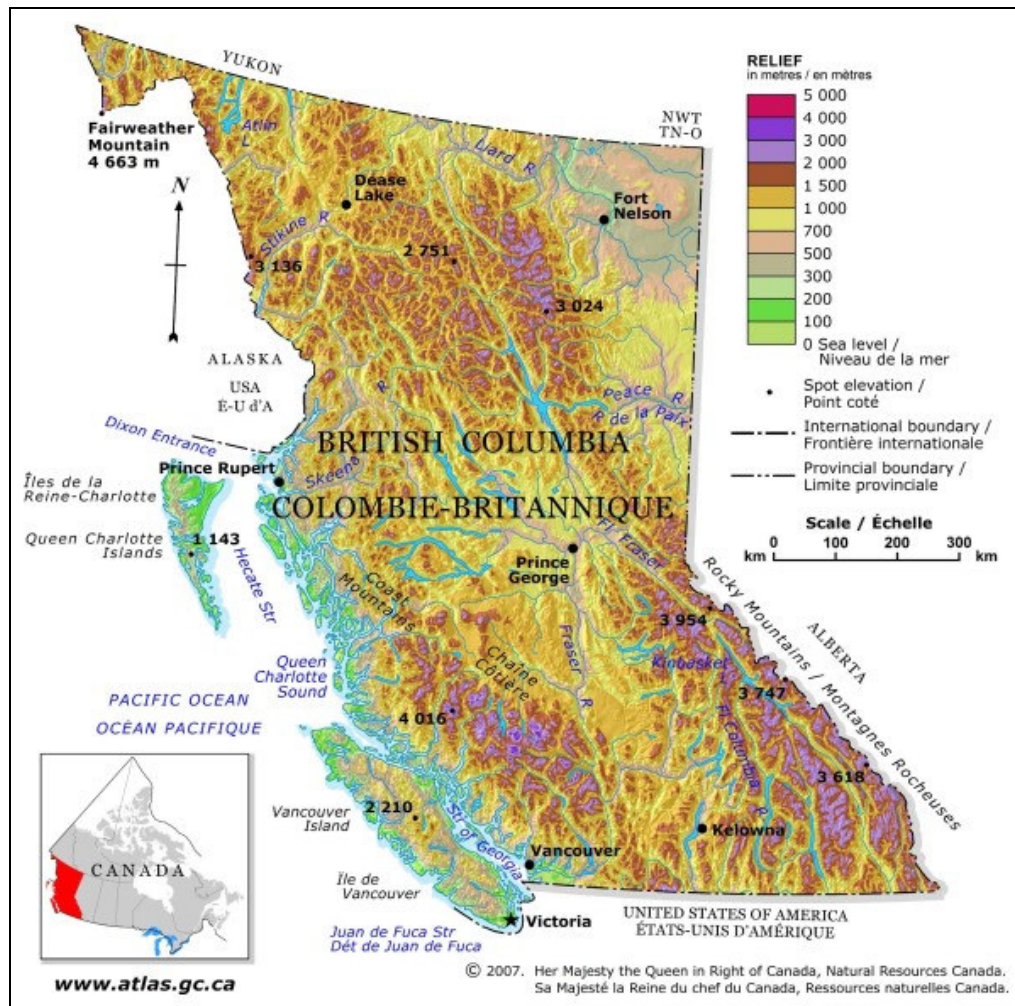 YUKON
NWT
TN-O
Fairweather
Mountain
4 663 m
Atlin
L
Liard R
Dease
Lake
Fort
Nelson
N
Stikine R
2 751
3 136
3 024
ALASKA
USA
É-U d'A
Peace R
R de la Paix
Dixon Entrance
R
BRITISH COLUMBIA
Prince Rupert
Skeena
Îles de la
Reine-Charlotte
COLOMBIE-BRITANNIQUE
Queen Charlotte
Islands
1 143
Hecate Str
Prince
George
Fl Fraser
Coast
Mountains
Rocky Mountains / Montagnes Rocheuses
ALBERTA
3 954
Fraser R
Chaîne
Côtière
Kinbasket
L
Queen
Charlotte
Sound
3 747
PACIFIC OCEAN
OCÉAN PACIFIQUE
4 016
Fl Columbia R
3 618
Vancouver
Island
2 210
Str of Georgia
Kelowna
Vancouver
Île de
Vancouver
Victoria
Juan de Fuca Str
Dét de Juan de Fuca
UNITED STATES OF AMERICA
ÉTATS-UNIS D'AMÉRIQUE
RELIEF
in metres / en mètres
5 000
4 000
3 000
2 000
1 500
1 000
700
500
300
200
100
0 Sea level /
Niveau de la mer
Spot elevation /
Point coté
International boundary /
Frontière internationale
Provincial boundary /
Limite provinciale
Scale / Échelle
km 0 100 200 300 km
CANADA
www.atlas.gc.ca
© 2007. Her Majesty the Queen in Right of Canada, Natural Resources Canada.
Sa Majesté la Reine du chef du Canada, Ressources naturelles Canada.